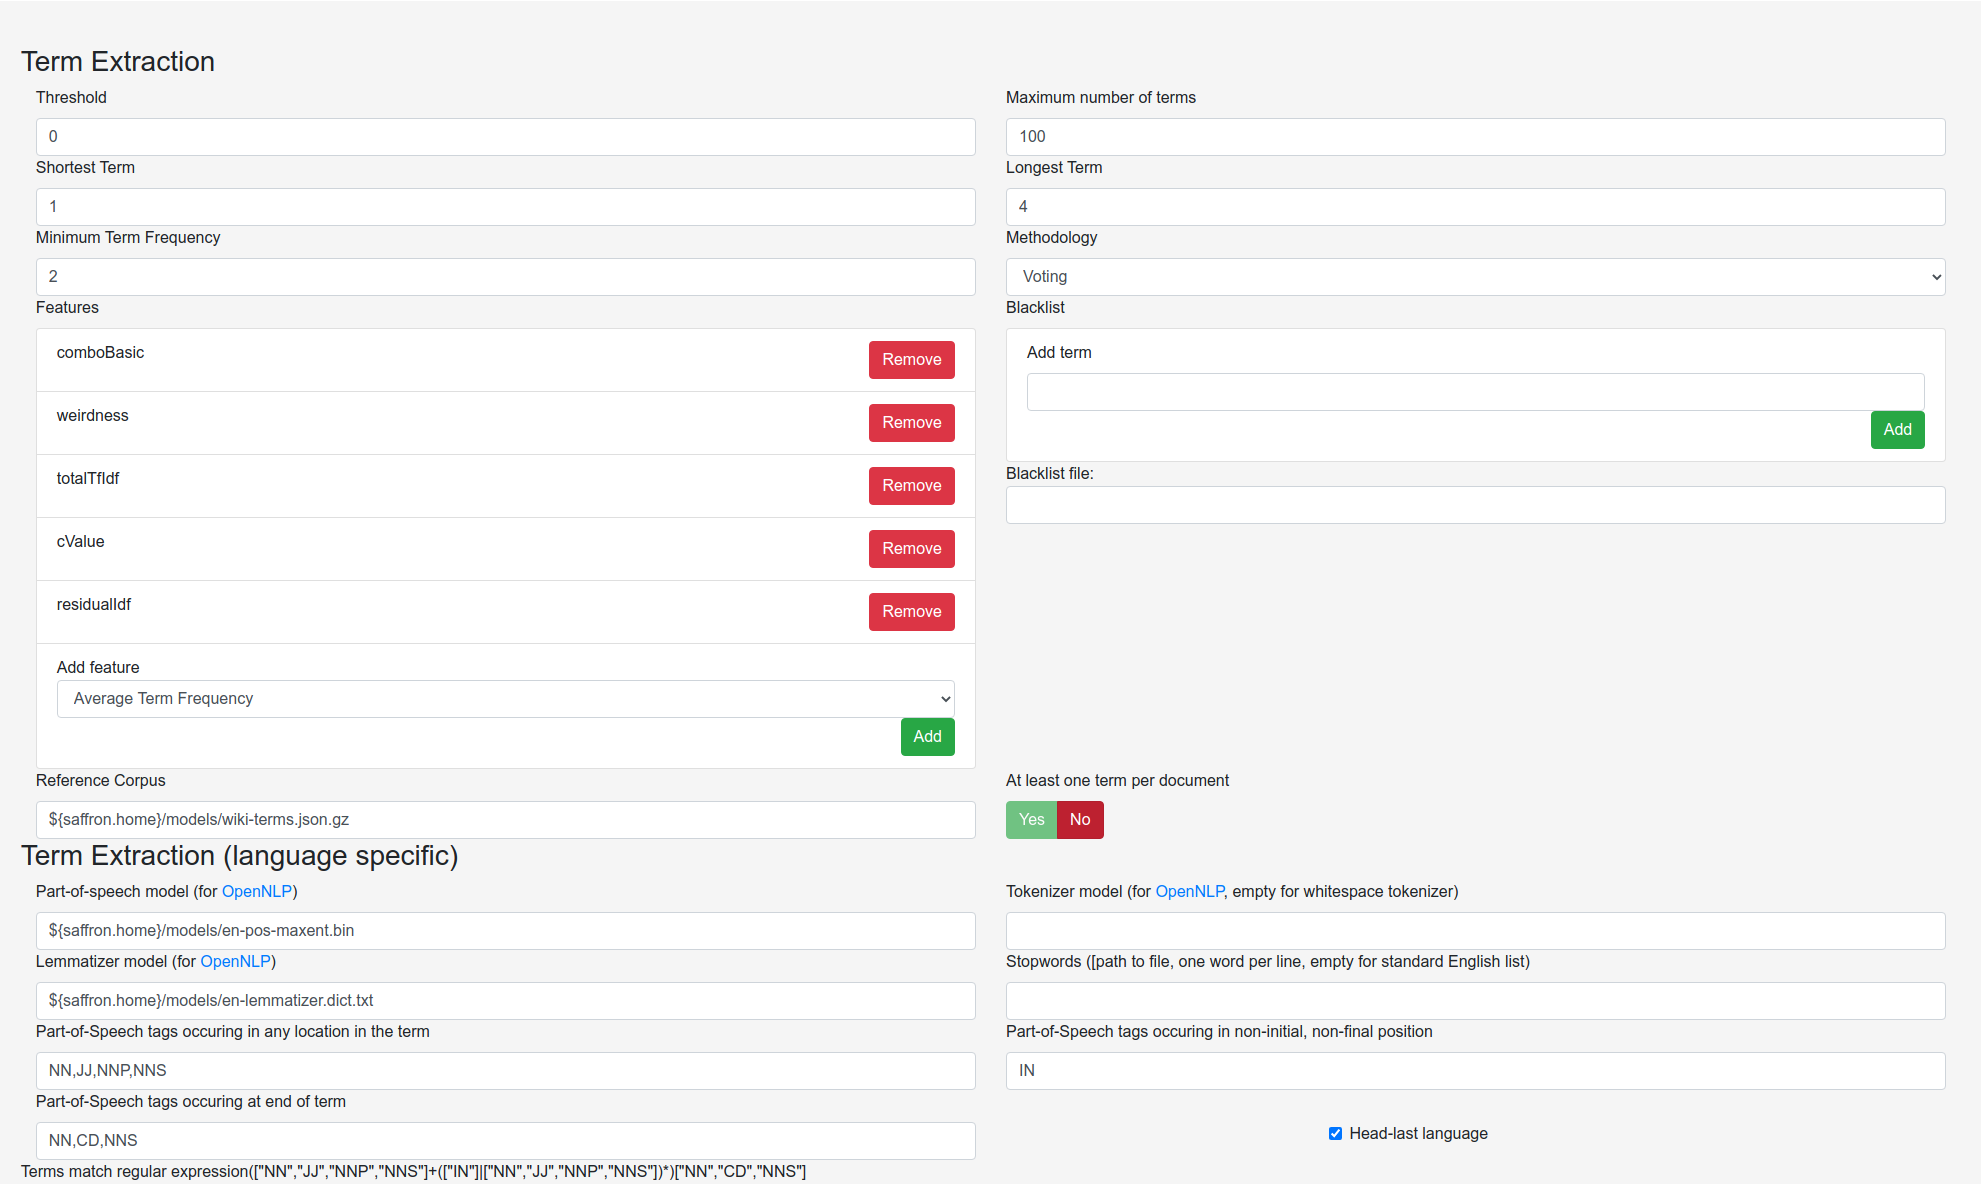 Term Extraction
Threshold
Maximum number of terms
0
100
Shortest Term
Longest Term
1
4
Minimum Term Frequency
Methodology
2
Voting
Features
Blacklist
comboBasic
Remove
Add term
weirdness
Remove
Add
totalTfIdf
Remove
Blacklist file:
cValue
Remove
residualIdf
Remove
Add feature
Average Term Frequency
Add
Reference Corpus
At least one term per document
${saffron.home}/models/wiki-terms.json.gz
Yes No
Term Extraction (language specific)
Part-of-speech model (for OpenNLP)
Tokenizer model (for OpenNLP, empty for whitespace tokenizer)
${saffron.home}/models/en-pos-maxent.bin
Lemmatizer model (for OpenNLP)
Stopwords ([path to file, one word per line, empty for standard English list)
${saffron.home}/models/en-lemmatizer.dict.txt
Part-of-Speech tags occuring in any location in the term
Part-of-Speech tags occuring in non-initial, non-final position
NN,JJ,NNP,NNS
IN
Part-of-Speech tags occuring at end of term
NN,CD,NNS
Head-last language
Terms match regular expression(["NN","JJ","NNP","NNS"]+(["IN"]|["NN","JJ","NNP","NNS"])*)["NN","CD","NNS"]